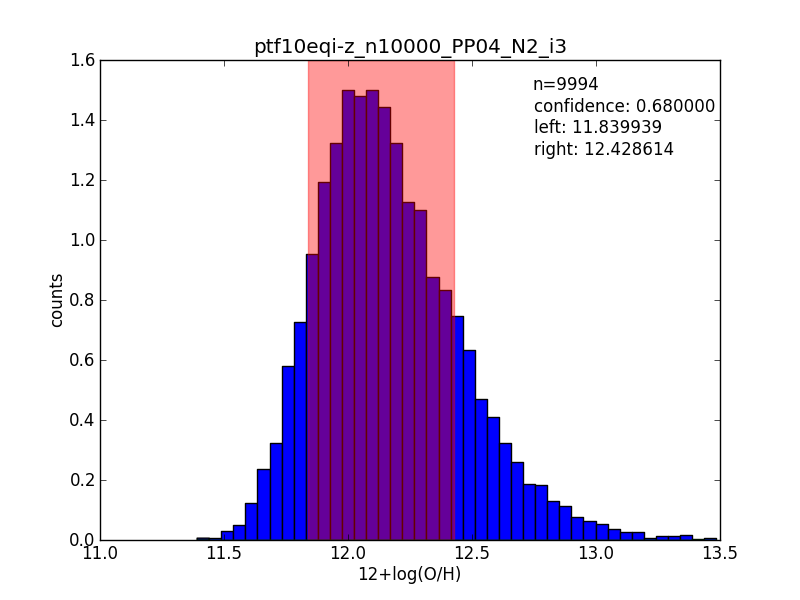 ptf10eqi-z_n10000_PP04_N2_i3
n=9994
confidence: 0.680000
left: 11.839939
right: 12.428614
1.6
1.4
1.2
1.0
0.8
0.6
0.4
0.2
0.0
counts
11.0 11.5 12.0 12.5 13.0 13.5
12+log(O/H)